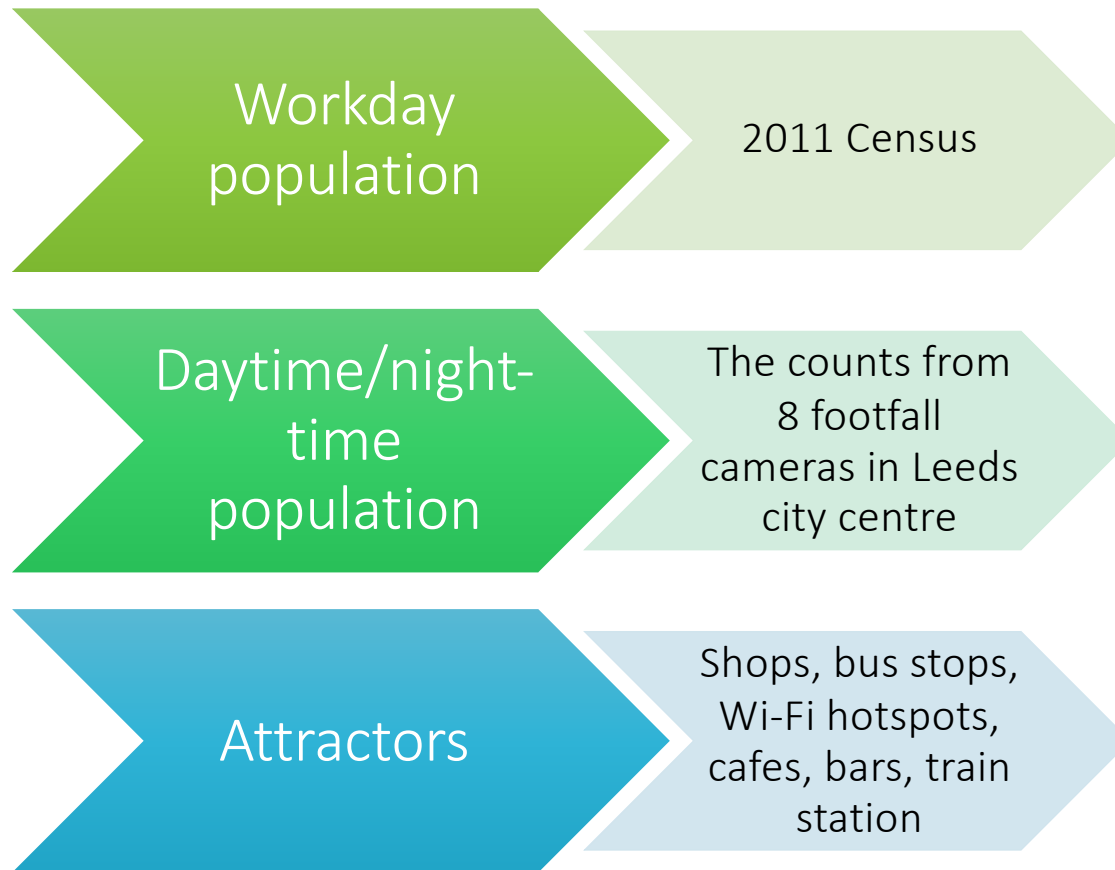 Workday
population
2011 Census
Daytime/night-
time
population
The counts from
8 footfall
cameras in Leeds
city centre
Attractors
Shops, bus stops,
Wi-Fi hotspots,
cafes, bars, train
station